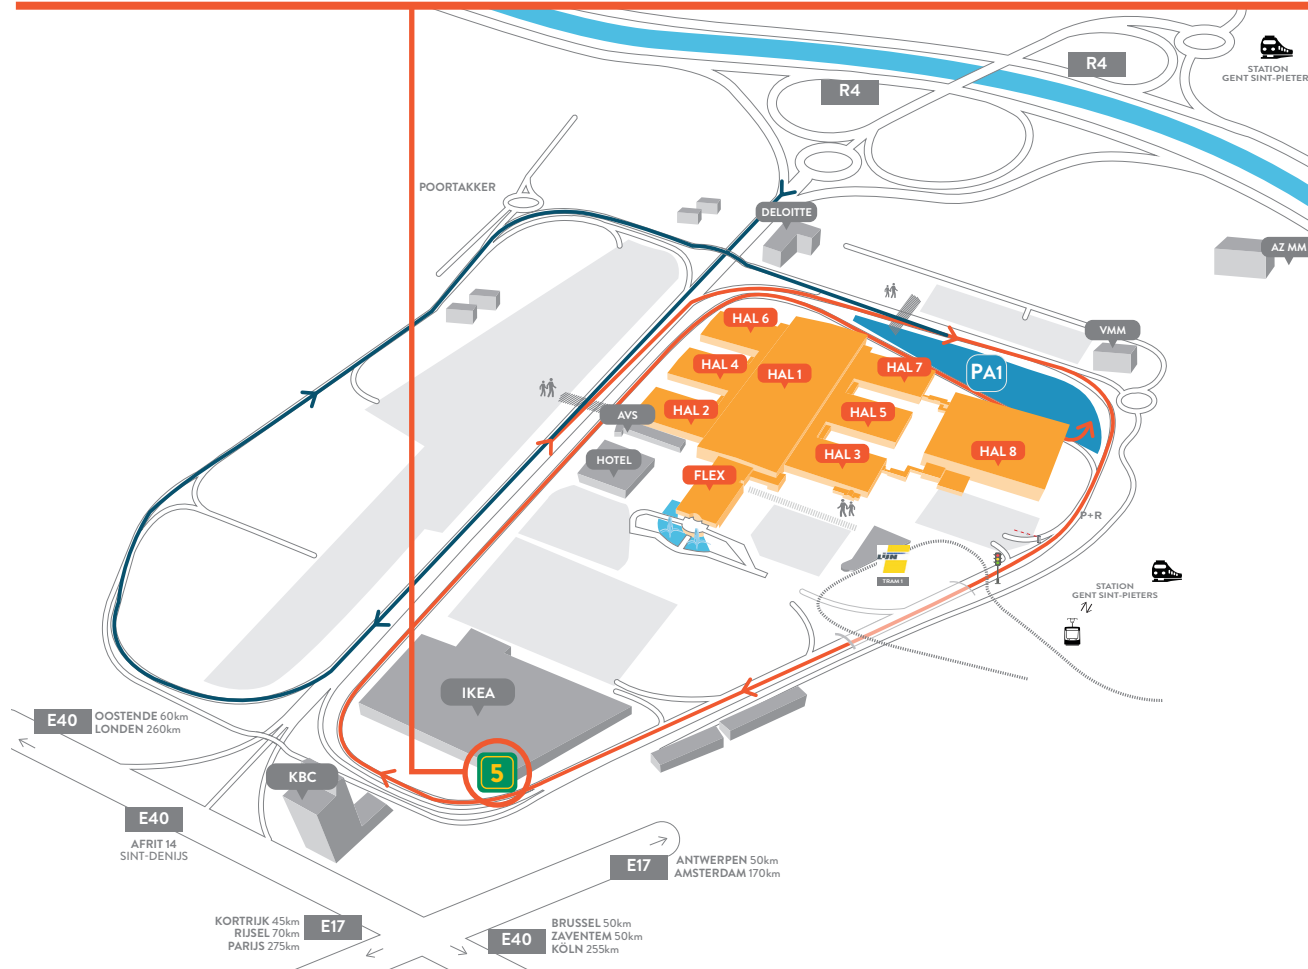 R4
R4
STATION
GENT SINT-PIETER
POORTAKKER
DELOITTE
AZ MM
HAL 6
VMM
HAL 4
HAL 1
HAL 7
PA1
HAL 2
AVS
HAL 5
HOTEL
HAL 3
HAL 8
FLEX
P+R
LIJN
TRAM 1
STATION
GENT SINT-PIETERS
IKEA
E40
OOSTENDE 60km
LONDEN 260km
5
KBC
E40
AFRIT 14
SINT-DENIJS
E17
ANTWERPEN 50km
AMSTERDAM 170km
KORTRIJK 45km
RIJSEL 70km
PARIJS 275km
E17
E40
BRUSSEL 50km
ZAVENTEM 50km
KÖLN 255km